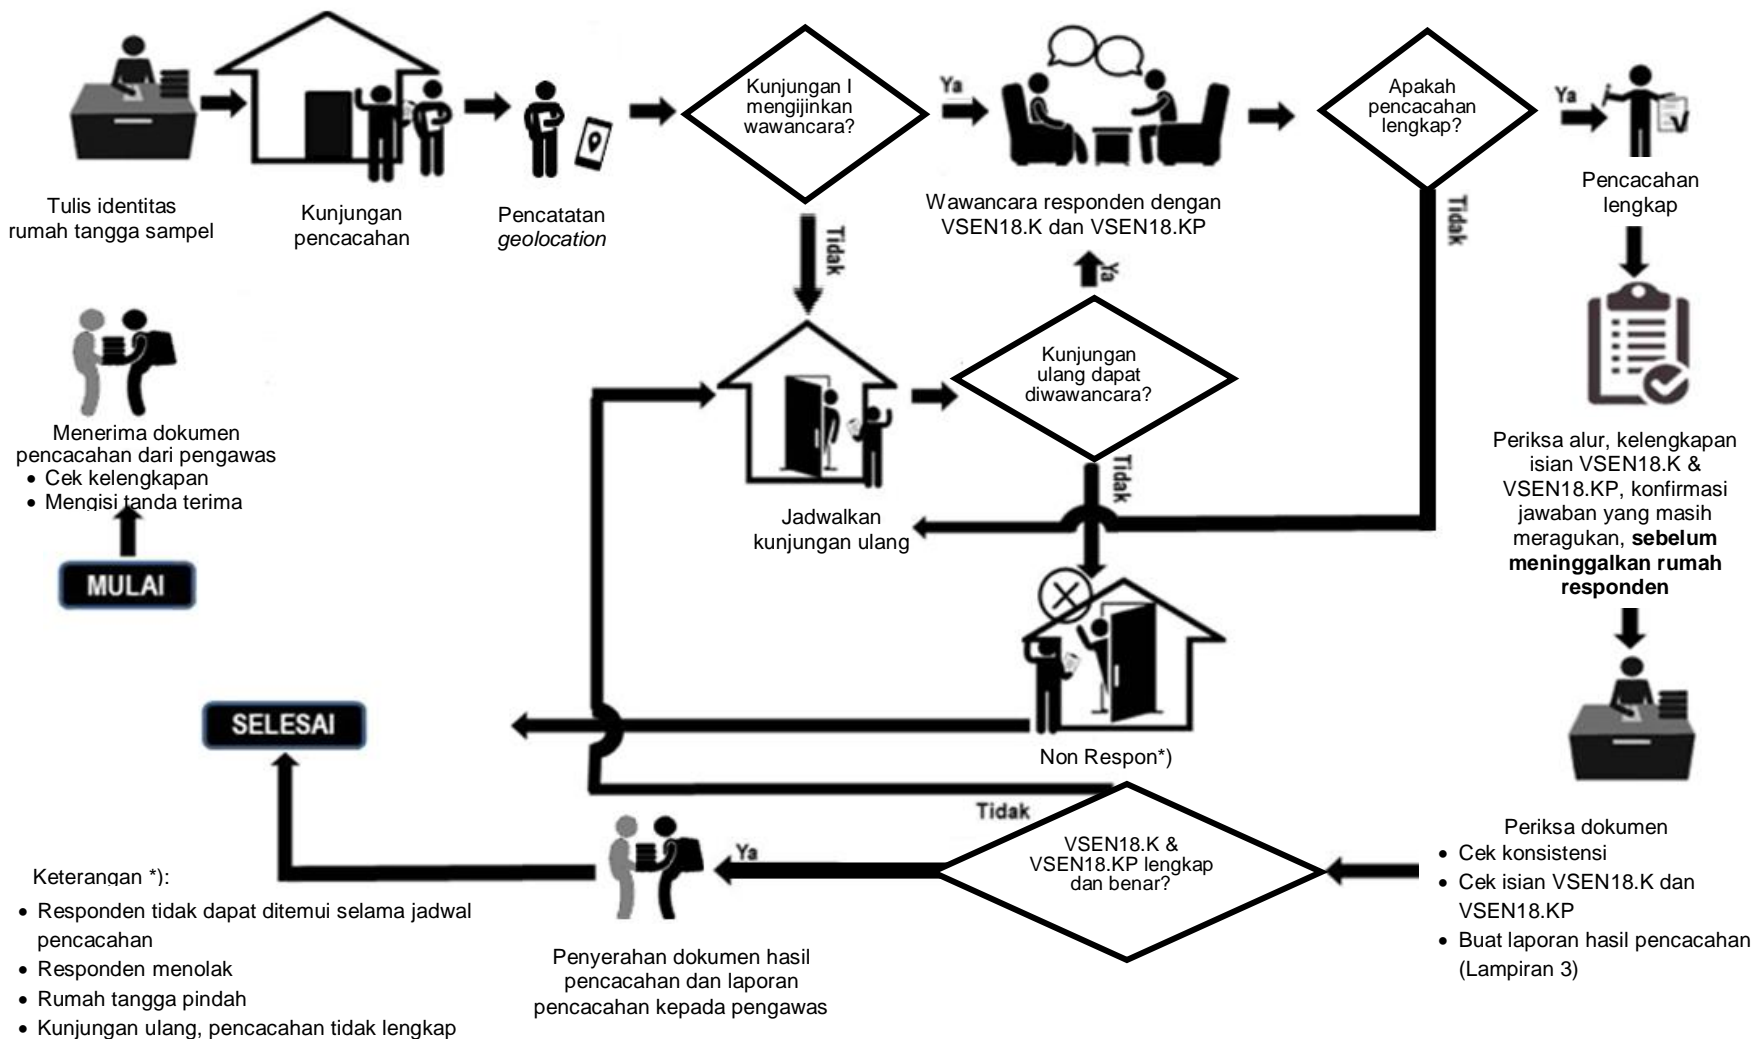 Tulis identitas
rumah tangga sampel
Kunjungan
pencacahan
Pencatatan
geolocation
Kunjungan I
mengijinkan
wawancara?
Ya
Tidak
Wawancara responden dengan
VSEN18.K dan VSEN18.KP
Apakah
pencacahan
lengkap?
Ya
Tidak
Pencacahan
lengkap
Menerima dokumen
pencacahan dari pengawas
• Cek kelengkapan
• Mengisi tanda terima
MULAI
Jadwalkan
kunjungan ulang
Kunjungan
ulang dapat
diwawancara?
Ya
Tidak
Periksa alur, kelengkapan
isian VSEN18.K &
VSEN18.KP, konfirmasi
jawaban yang masih
meragukan, sebelum
meninggalkan rumah
responden
SELESAI
Non Respon*)
Tidak
VSEN18.K &
VSEN18.KP lengkap
dan benar?
Ya
Periksa dokumen
• Cek konsistensi
• Cek isian VSEN18.K dan
VSEN18.KP
• Buat laporan hasil pencacahan
(Lampiran 3)
Penyerahan dokumen hasil
pencacahan dan laporan
pencacahan kepada pengawas
Keterangan *):
• Responden tidak dapat ditemui selama jadwal
pencacahan
• Responden menolak
• Rumah tangga pindah
• Kunjungan ulang, pencacahan tidak lengkap